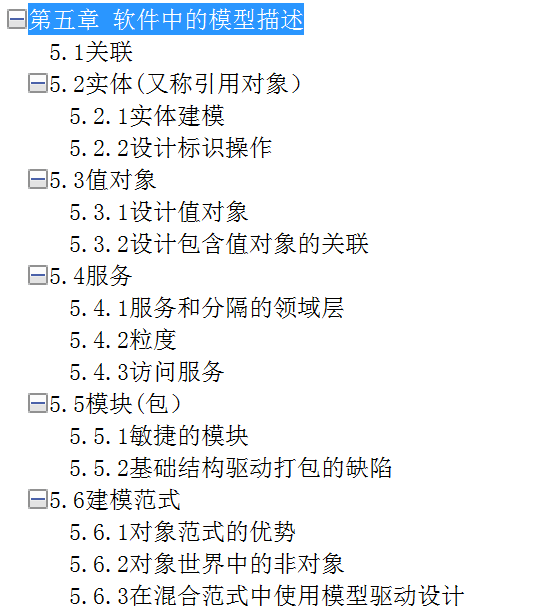 第五章 软件中的模型描述
5.1关联
5.2实体(又称引用对象)
5.2.1实体建模
5.2.2设计标识操作
5.3值对象
5.3.1设计值对象
5.3.2设计包含值对象的关联
5.4服务
5.4.1服务和分隔的领域层
5.4.2粒度
5.4.3访问服务
5.5模块(包)
5.5.1敏捷的模块
5.5.2基础结构驱动打包的缺陷
5.6建模范式
5.6.1对象范式的优势
5.6.2对象世界中的非对象
5.6.3在混合范式中使用模型驱动设计